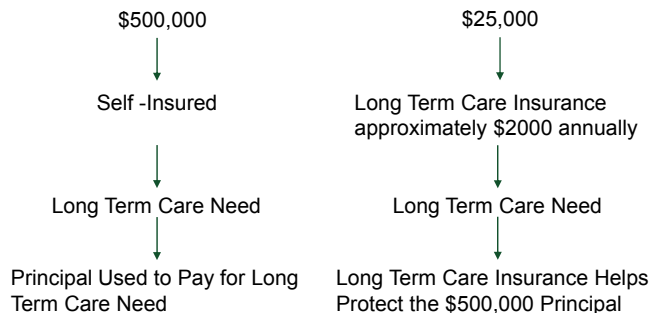 $500,000
$25,000
Self -Insured
Long Term Care Insurance
approximately $2000 annually
Long Term Care Need
Long Term Care Need
Principal Used to Pay for Long
Term Care Need
Long Term Care Insurance Helps
Protect the $500,000 Principal